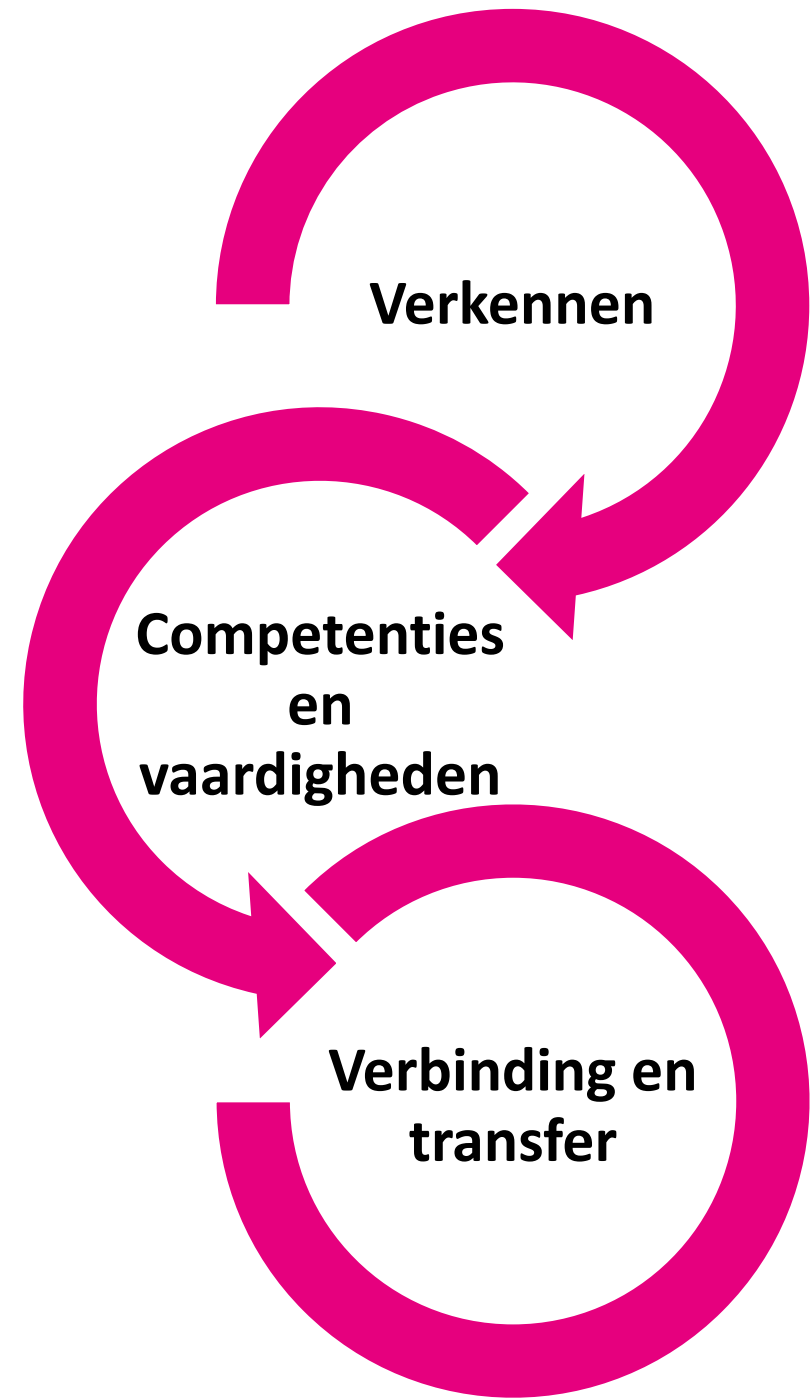 Verkennen
Competenties
en
vaardigheden
Verbinding en
transfer